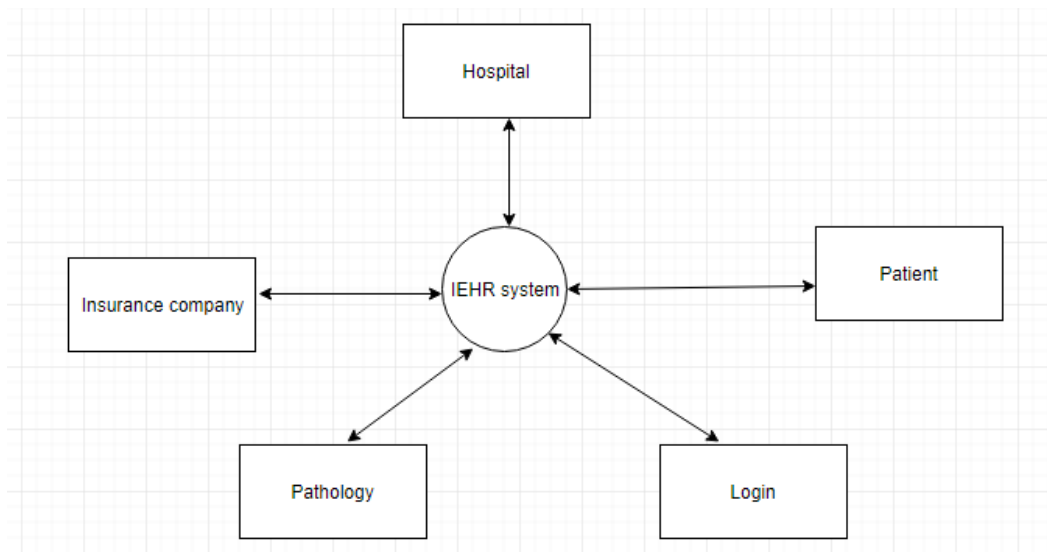 Hospital
Patient
IEHR system
Insurance company
Pathology
Login